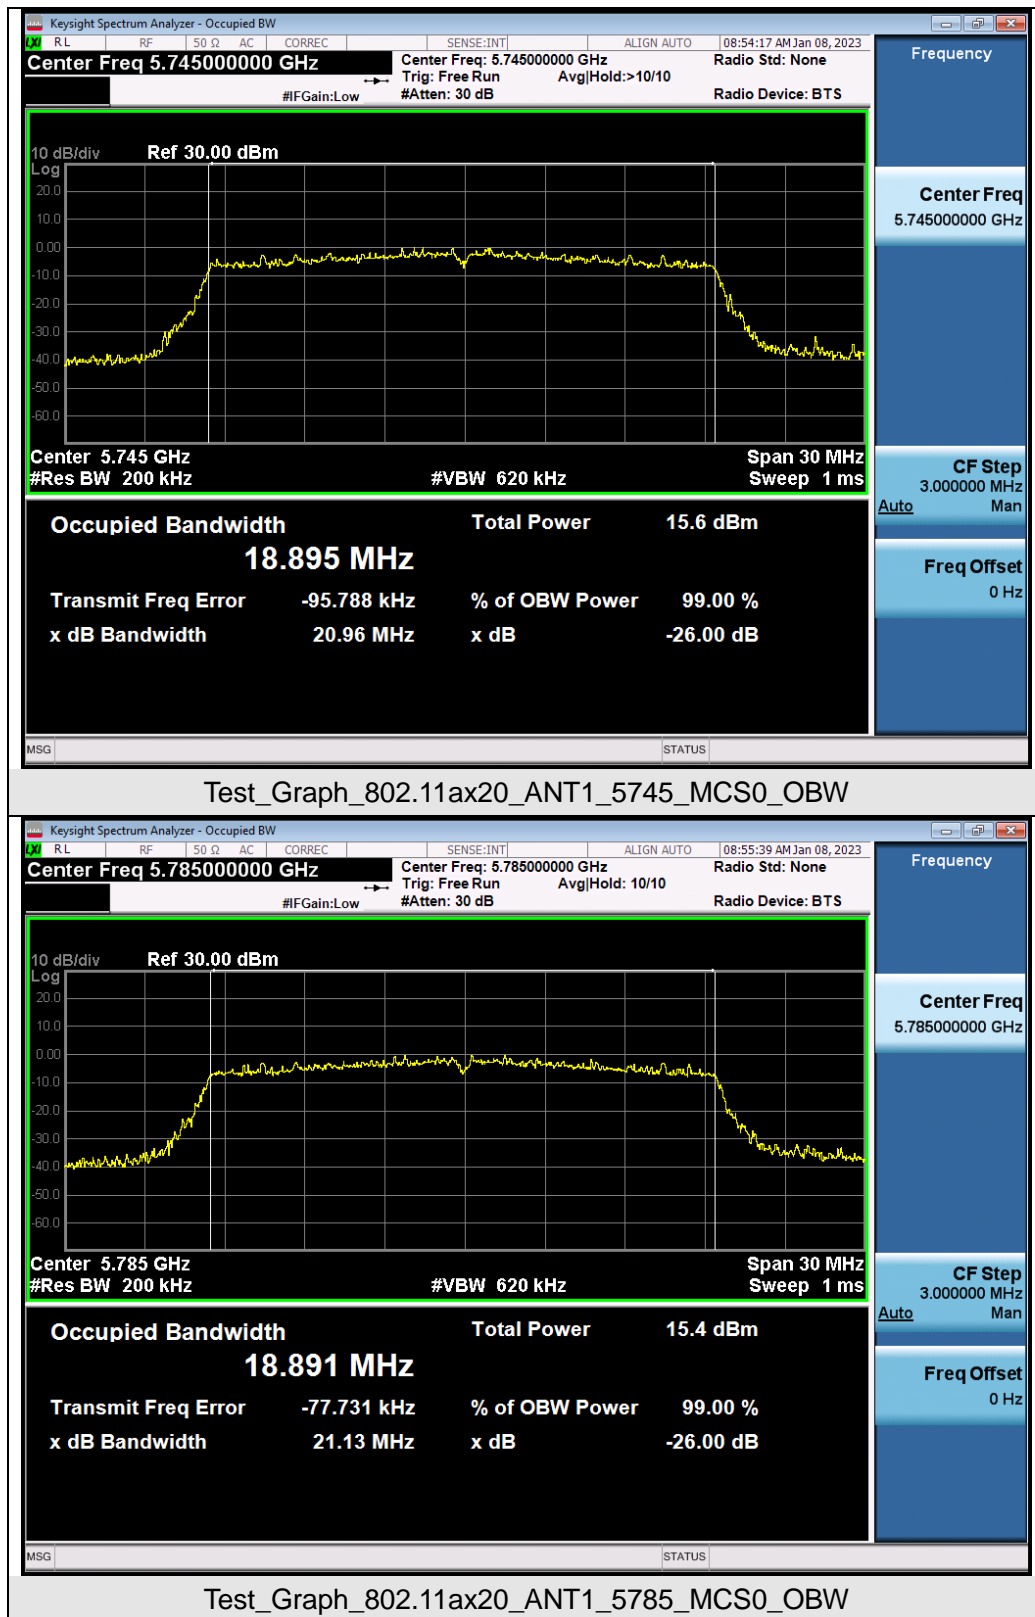 Keysight Spectrum Analyzer - Occupied BW
LXI RL RF 50 Ω AC CORREC SENSE:INT ALIGN AUTO 08:54:17 AM Jan 08, 2023
Center Freq 5.745000000 GHz Center Freq: 5.745000000 GHz Radio Std: None
Trig: Free Run Avg|Hold:>10/10
#IFGain:Low #Atten: 30 dB Radio Device: BTS
Frequency
10 dB/div Ref 30.00 dBm
Log
20.0
10.0
0.00
-10.0
-20.0
-30.0
-40.0
-50.0
-60.0
Center 5.745 GHz Span 30 MHz
#Res BW 200 kHz #VBW 620 kHz Sweep 1 ms
Center Freq
5.745000000 GHz
CF Step
3.000000 MHz
Auto Man
Freq Offset
0 Hz
Occupied Bandwidth Total Power 15.6 dBm
18.895 MHz
Transmit Freq Error -95.788 kHz % of OBW Power 99.00 %
x dB Bandwidth 20.96 MHz x dB -26.00 dB
MSG STATUS
Test_Graph_802.11ax20_ANT1_5745_MCS0_OBW
Keysight Spectrum Analyzer - Occupied BW
LXI RL RF 50 Ω AC CORREC SENSE:INT ALIGN AUTO 08:55:39 AM Jan 08, 2023
Center Freq 5.785000000 GHz Center Freq: 5.785000000 GHz Radio Std: None
Trig: Free Run Avg|Hold: 10/10
#IFGain:Low #Atten: 30 dB Radio Device: BTS
Frequency
10 dB/div Ref 30.00 dBm
Log
20.0
10.0
0.00
-10.0
-20.0
-30.0
-40.0
-50.0
-60.0
Center 5.785 GHz Span 30 MHz
#Res BW 200 kHz #VBW 620 kHz Sweep 1 ms
Center Freq
5.785000000 GHz
CF Step
3.000000 MHz
Auto Man
Freq Offset
0 Hz
Occupied Bandwidth Total Power 15.4 dBm
18.891 MHz
Transmit Freq Error -77.731 kHz % of OBW Power 99.00 %
x dB Bandwidth 21.13 MHz x dB -26.00 dB
MSG STATUS
Test_Graph_802.11ax20_ANT1_5785_MCS0_OBW